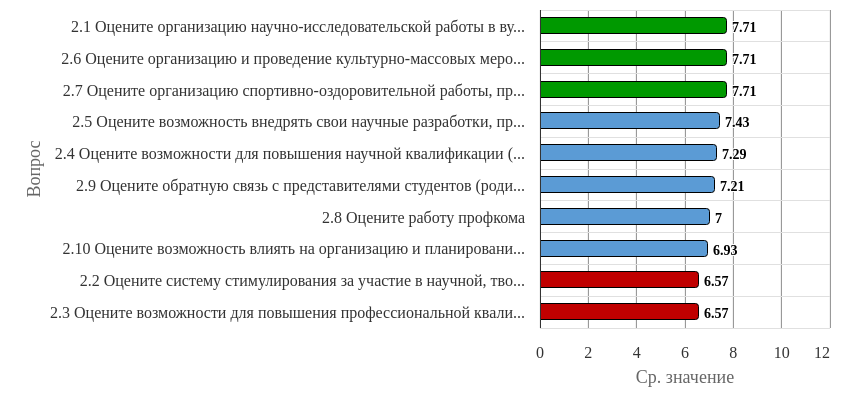 2.1 Оцените организацию научно-исследовательской работы в ву... 7.71
2.6 Оцените организацию и проведение культурно-массовых меро... 7.71
2.7 Оцените организацию спортивно-оздоровительной работы, пр... 7.71
2.5 Оцените возможность внедрять свои научные разработки, пр... 7.43
2.4 Оцените возможности для повышения научной квалификации (... 7.29
2.9 Оцените обратную связь с представителями студентов (роди... 7.21
2.8 Оцените работу профкома 7
2.10 Оцените возможность влиять на организацию и планировани... 6.93
2.2 Оцените систему стимулирования за участие в научной, тво... 6.57
2.3 Оцените возможности для повышения профессиональной квали... 6.57
Вопрос
0 2 4 6 8 10 12
Ср. значение